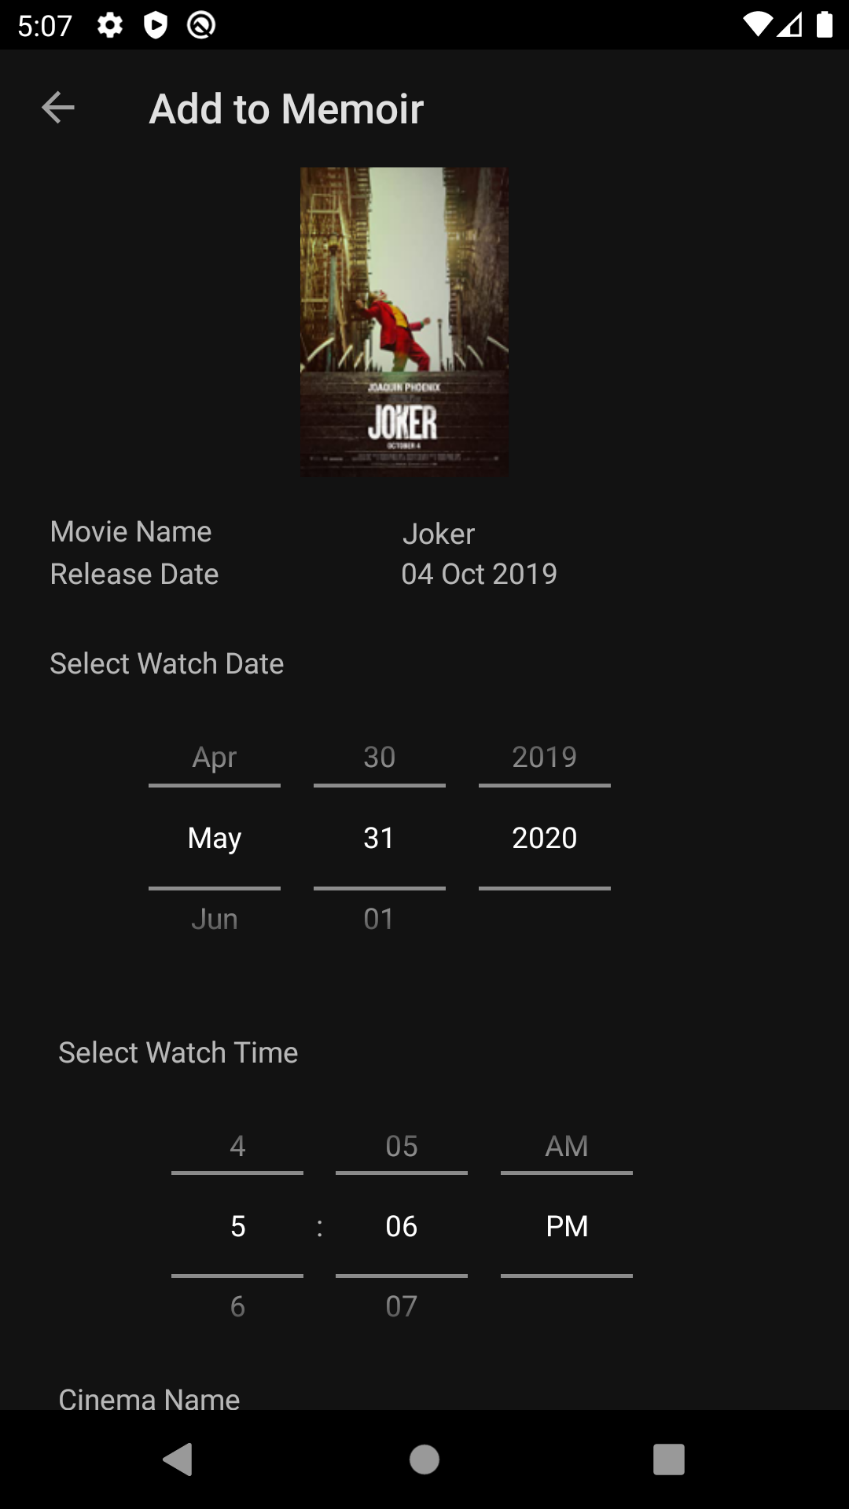 5:07
Add to Memoir
JOAQUIN PHOENIX
JOKER
OCTOBER 4
Movie Name Joker
Release Date 04 Oct 2019
Select Watch Date
Apr 30 2019
May 31 2020
Jun 01
Select Watch Time
4 05 AM
5 : 06 PM
6 07
Cinema Name